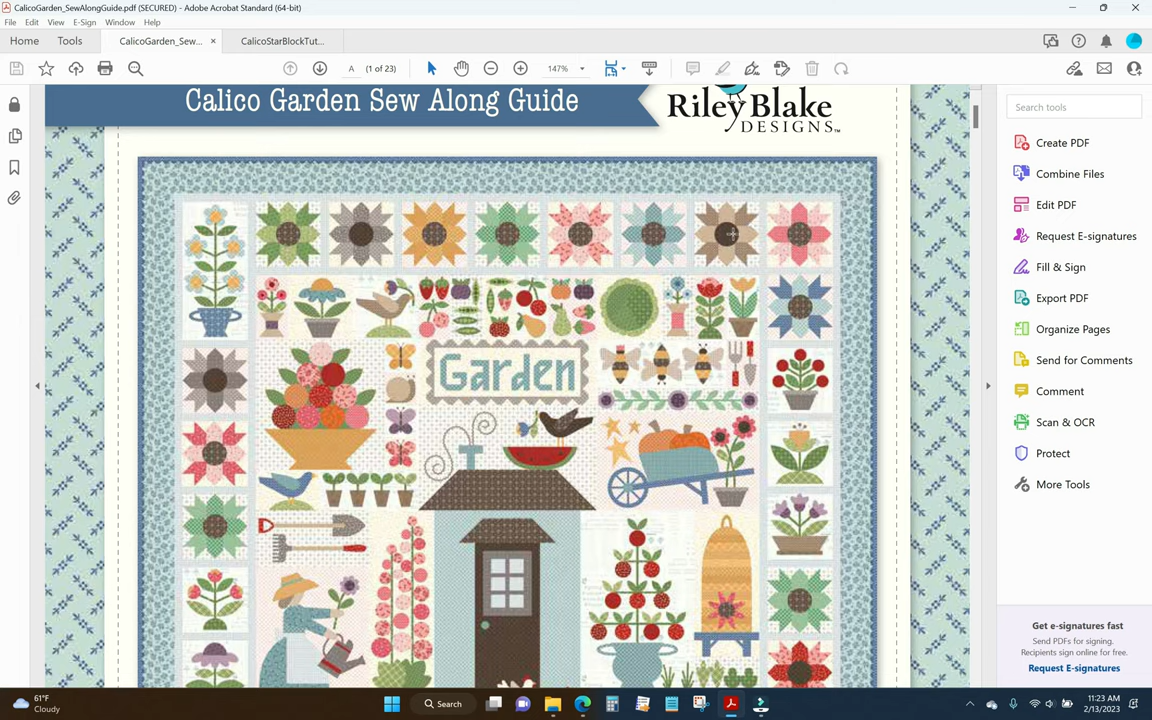 CalicoGarden_SewAlongGuide.pdf (SECURED) - Adobe Acrobat Standard (64-bit)
File Edit View E-Sign Window Help
Home Tools CalicoGarden_Sew... × CalicoStarBlockTut...
A (1 of 23) 147%
Calico Garden Sew Along Guide
Riley Blake
DESIGNS™
Garden
Search tools
Create PDF
Combine Files
Edit PDF
Request E-signatures
Fill & Sign
Export PDF
Organize Pages
Send for Comments
Comment
Scan & OCR
Protect
More Tools
Get e-signatures fast
Send PDFs for signing.
Recipients sign online for free.
Request E-Signatures
61°F
Cloudy
Search
11:23 AM
2/13/2023